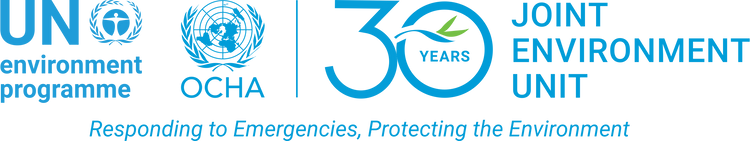 UN
environment
programme
OCHA
30
YEARS
JOINT
ENVIRONMENT
UNIT
Responding to Emergencies, Protecting the Environment